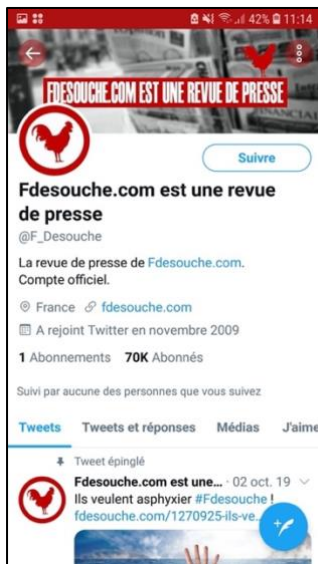 42% 11:14
FDESOUCHE.COM EST UNE REVUE DE PRESSE
FINANCIAL
Suivre
Fdesouche.com est une revue
de presse
@F_Desouche
La revue de presse de Fdesouche.com.
Compte officiel.
France fdesouche.com
A rejoint Twitter en novembre 2009
1 Abonnements 70K Abonnés
Suivi par aucune des personnes que vous suivez
Tweets Tweets et réponses Médias J'aime
Tweet épinglé
Fdesouche.com est une... · 02 oct. 19
Ils veulent asphyxier #Fdesouche !
fdesouche.com/1270925-ils-ve...